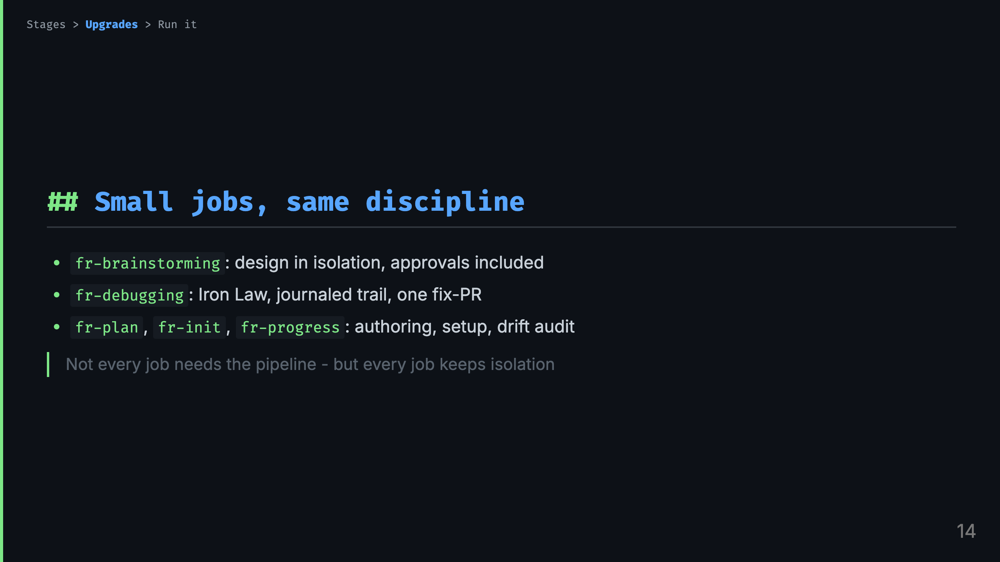 Stages > Upgrades > Run it
## Small jobs, same discipline
• fr-brainstorming: design in isolation, approvals included
• fr-debugging: Iron Law, journaled trail, one fix-PR
• fr-plan, fr-init, fr-progress: authoring, setup, drift audit
Not every job needs the pipeline - but every job keeps isolation
14